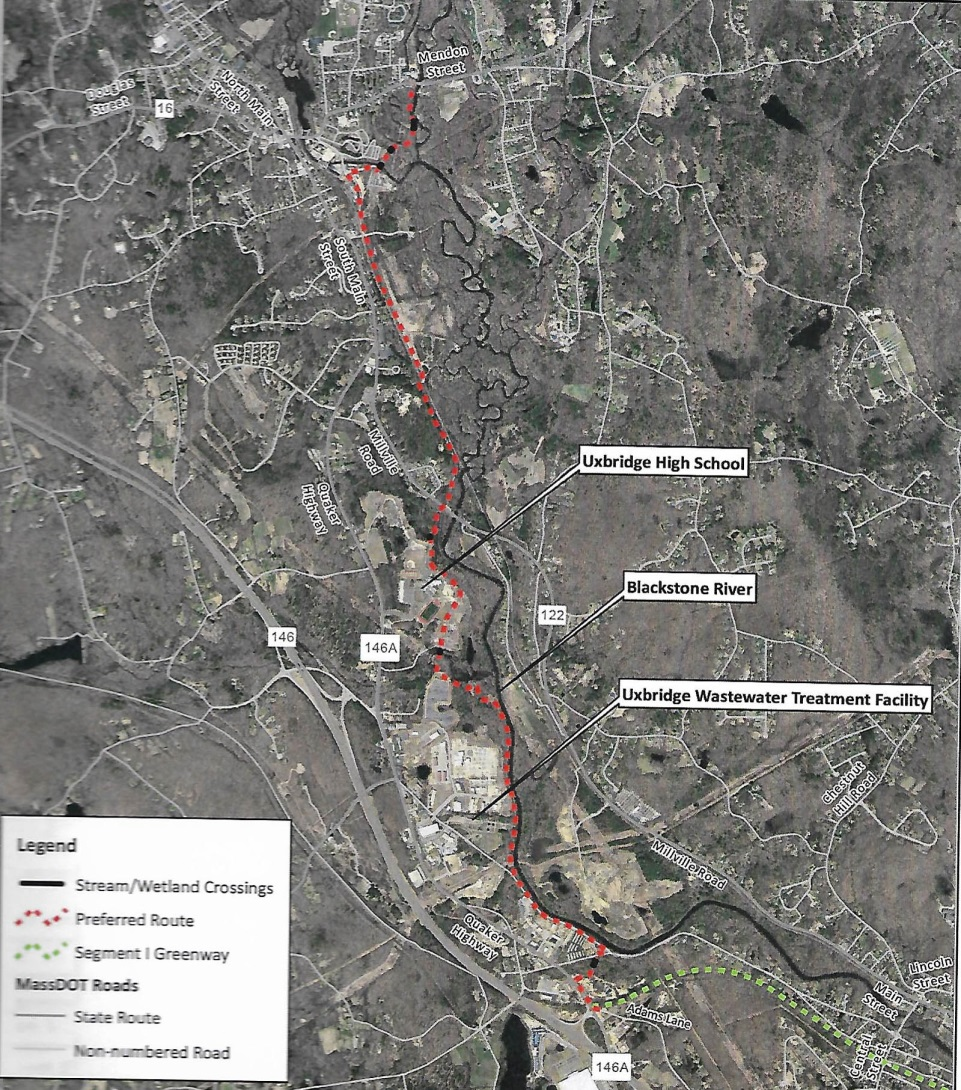 Mendon
Street
North Main
Street
Douglas
Street
16
South Main
Street
Millville
Road
Quaker
Highway
Uxbridge High School
Blackstone River
122
146
146A
Uxbridge Wastewater Treatment Facility
Chestnut
Hill Road
Millville Road
Quaker
Highway
Adams Lane
Lincoln
Street
Main
Street
Central
Street
146A
Legend
Stream/Wetland Crossings
Preferred Route
Segment I Greenway
MassDOT Roads
State Route
Non-numbered Road